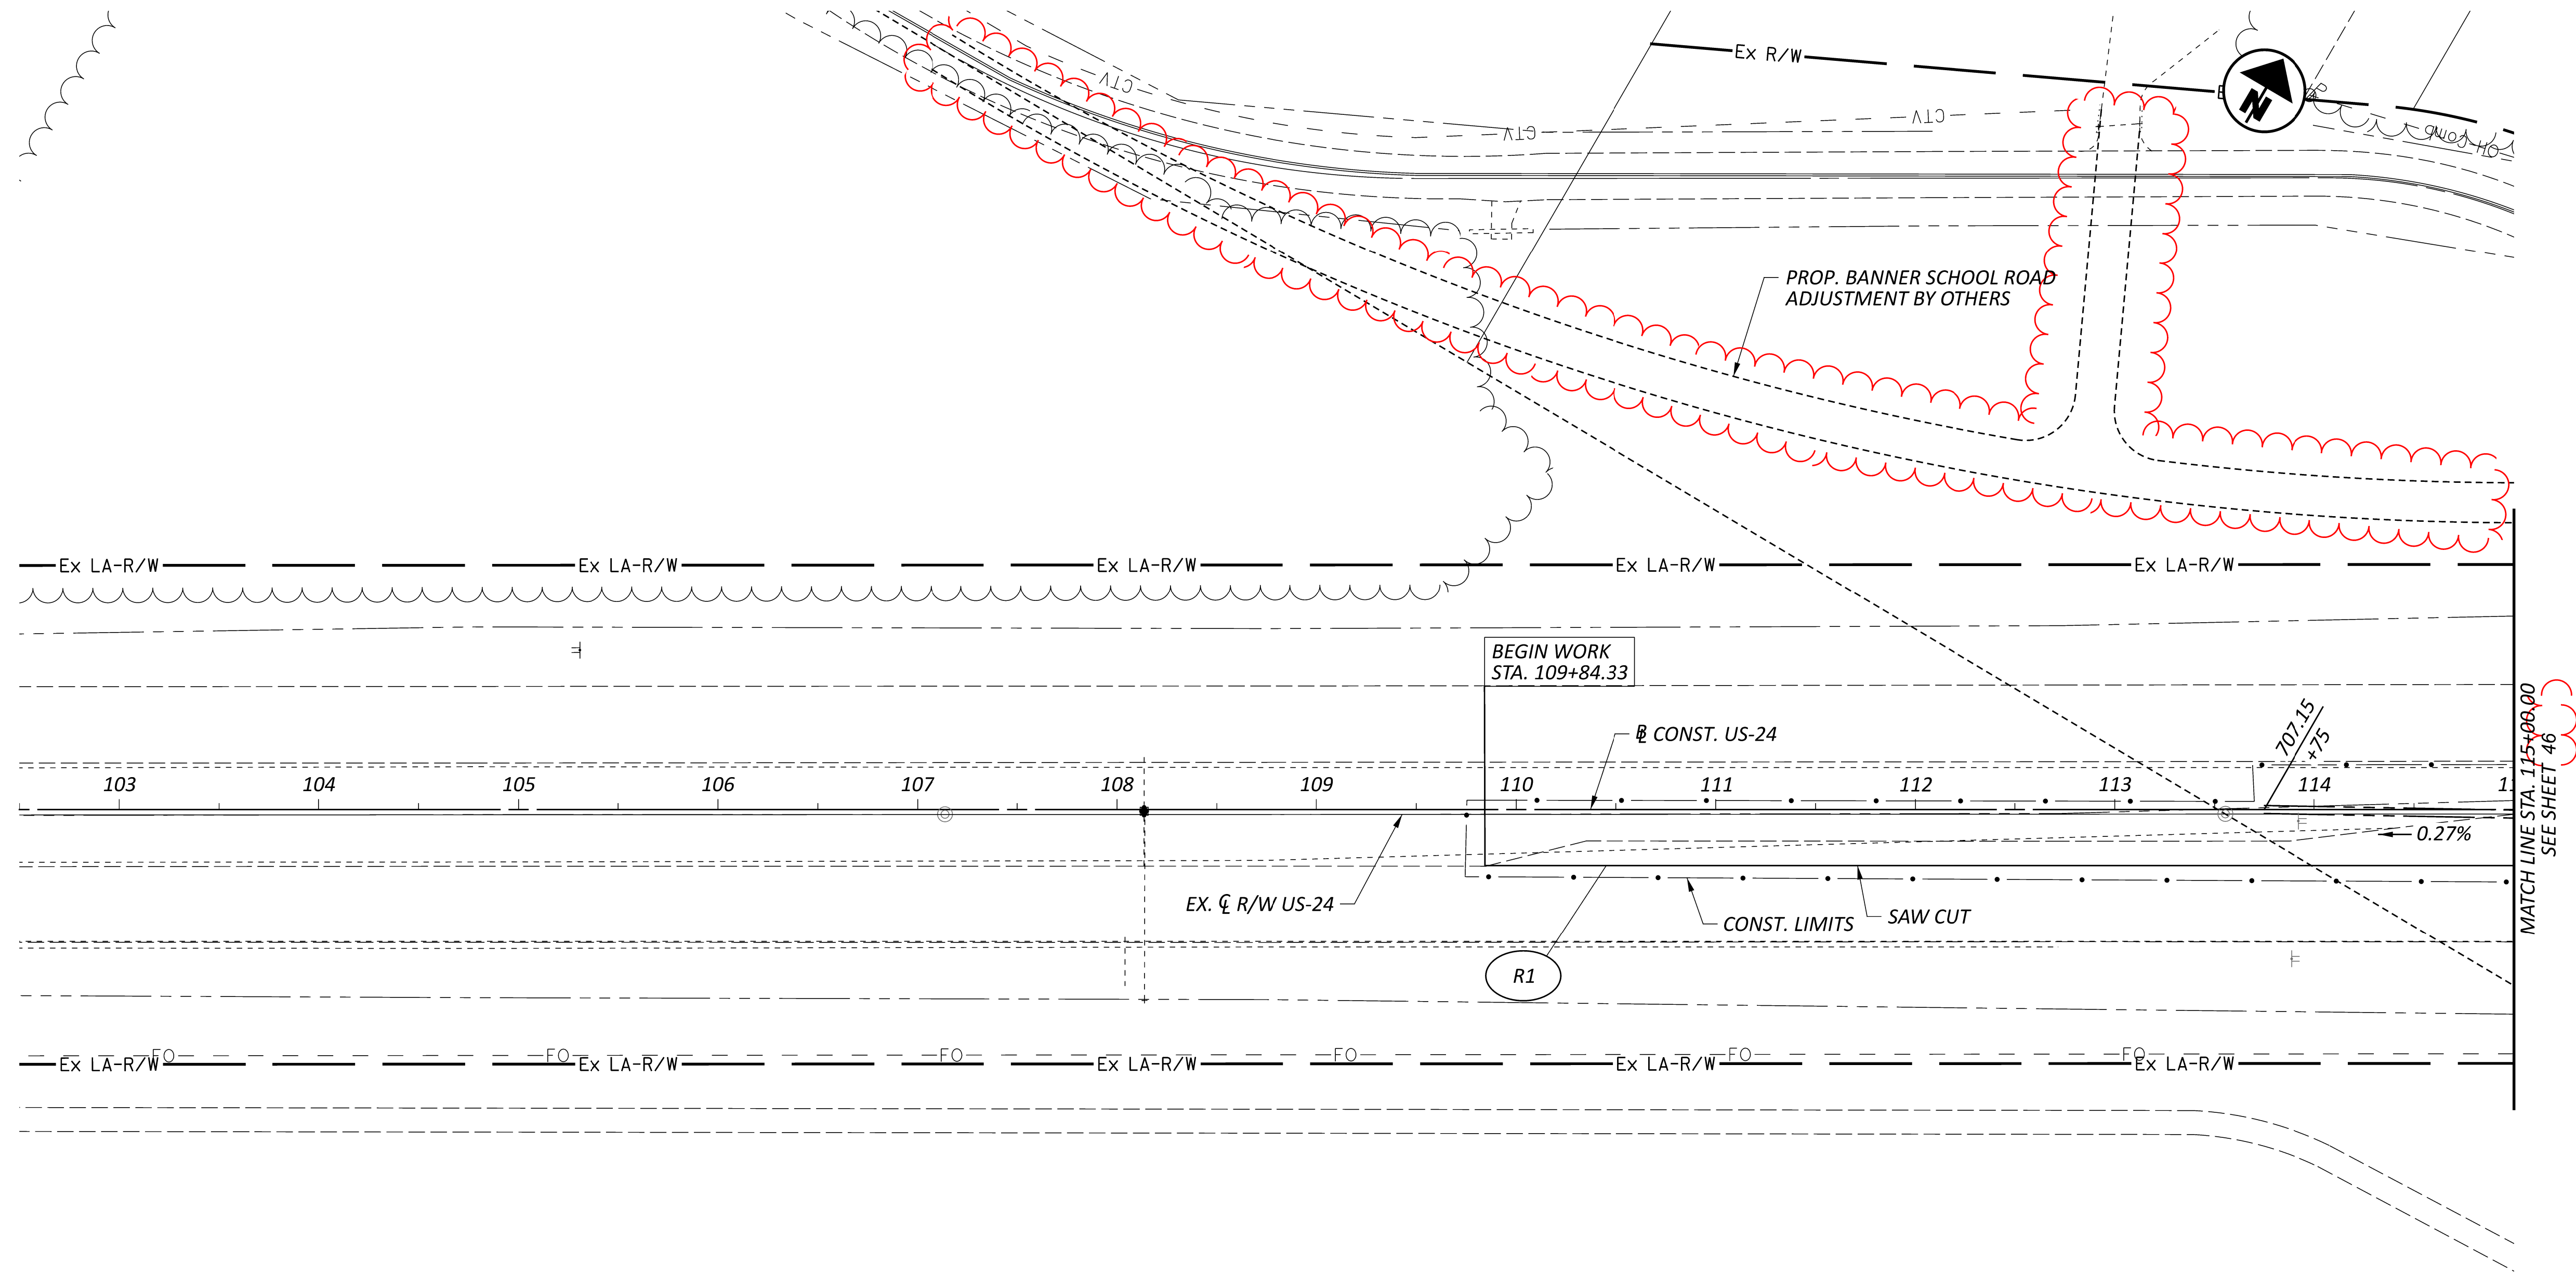 Ex R/W
CTV
CTV
CTV
N
OH-Comb
PROP. BANNER SCHOOL ROAD
ADJUSTMENT BY OTHERS
Ex LA-R/W
Ex LA-R/W
Ex LA-R/W
Ex LA-R/W
Ex LA-R/W
BEGIN WORK
STA. 109+84.33
BL CONST. US-24
707.15
+75
103
104
105
106
107
108
109
110
111
112
113
114
0.27%
EX. CL R/W US-24
CONST. LIMITS
SAW CUT
R1
MATCH LINE STA. 115+00.00
SEE SHEET 46
FO
FO
FO
FO
FO
FO
Ex LA-R/W
Ex LA-R/W
Ex LA-R/W
Ex LA-R/W
Ex LA-R/W